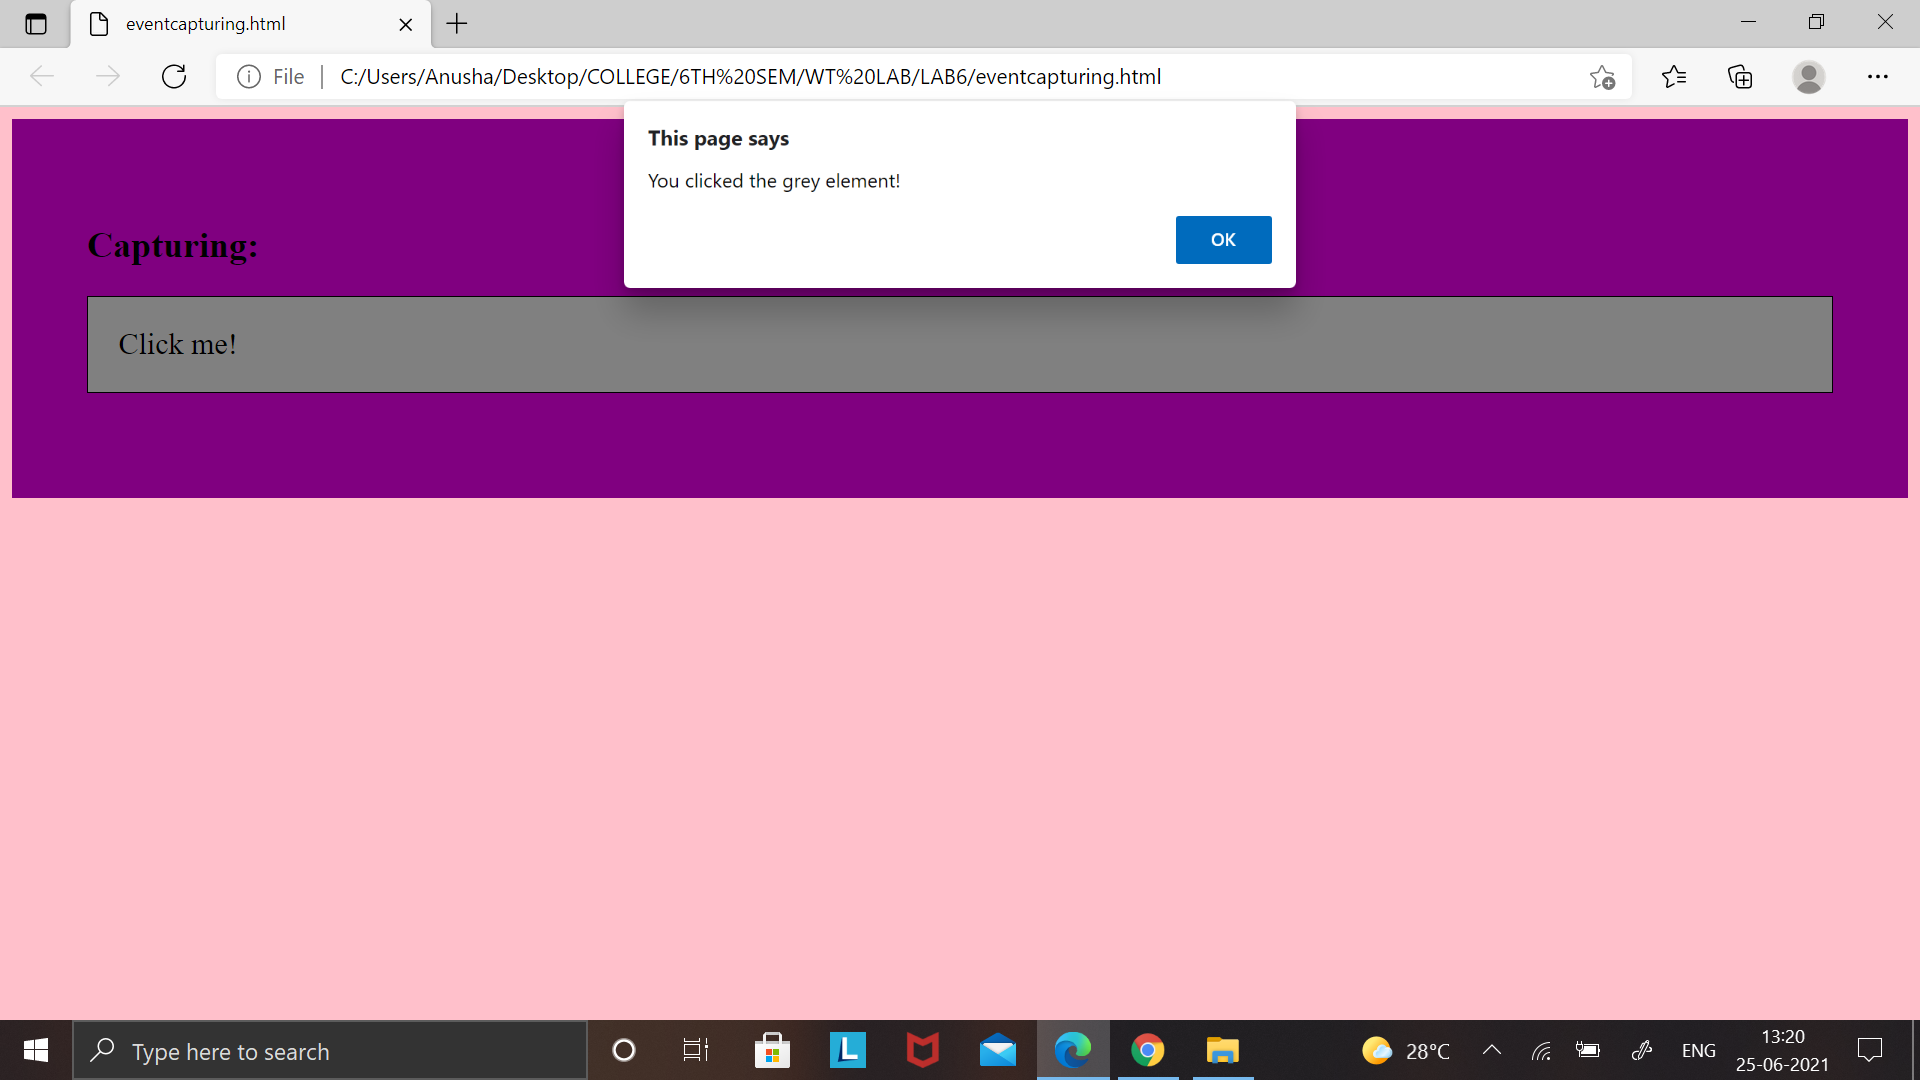 eventcapturing.html
File | C:/Users/Anusha/Desktop/COLLEGE/6TH%20SEM/WT%20LAB/LAB6/eventcapturing.html
This page says
You clicked the grey element!
OK
Capturing:
Click me!
Type here to search
L
28°C
ENG
13:20
25-06-2021